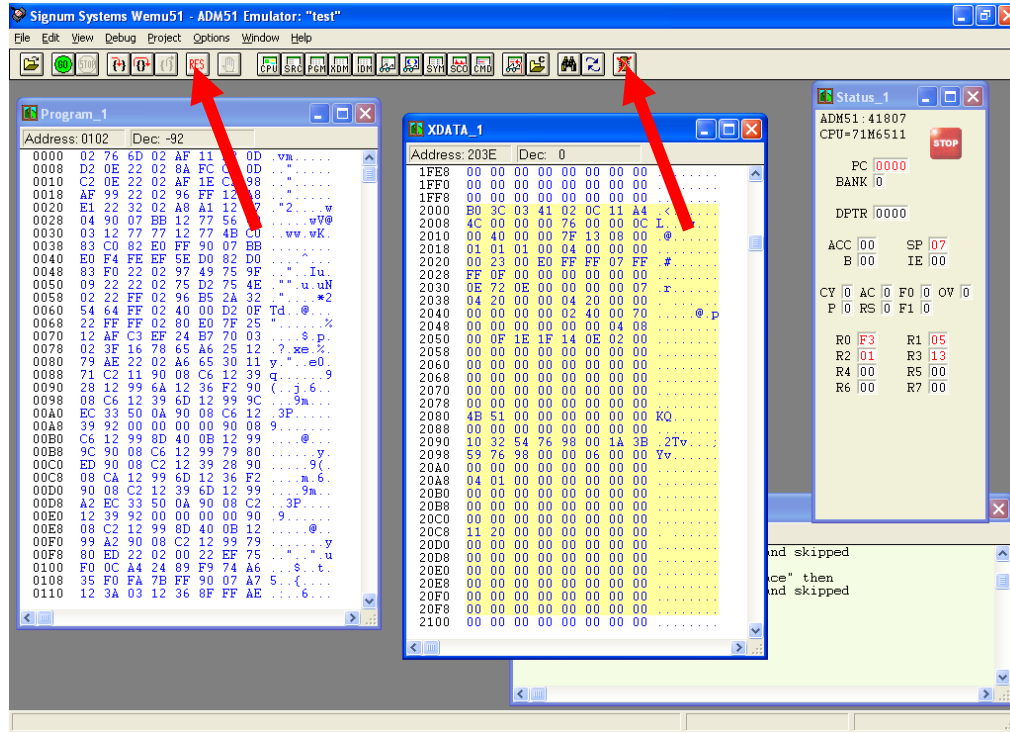 Signum Systems Wemu51 - ADM51 Emulator: "test"
File Edit View Debug Project Options Window Help
GO STOP RES CPU SRC PGM XDM IDM SYM SCO CMD
Program_1
Address: 0102 Dec: -92
0000 02 76 6D 02 AF 11 0D .vm.....
0008 D2 0E 22 02 8A FC 0D ..".....
0010 C2 0E 22 02 AF 1E 98 ..".....
0018 AF 99 22 02 96 FF 12 ..".....
0020 E1 22 32 02 A8 A1 12 ."2....w
0028 04 90 07 BB 12 77 56 .....wV@
0030 03 12 77 77 12 77 4B ..ww.wK.
0038 83 C0 82 E0 FF 90 07 BB ........
0040 E0 F4 FE EF 5E D0 82 D0 ....^...
0048 83 F0 22 02 97 49 75 9F .."..Iu.
0050 09 22 22 02 75 D2 75 4E ."".u.uN
0058 02 22 FF 02 96 B5 2A 32 ."....*2
0060 54 64 FF 02 40 00 D2 0F Td..@...
0068 22 FF FF 02 80 E0 7F 25 "......%
0070 12 AF C3 EF 24 B7 70 03 ....$.p.
0078 02 3F 16 78 65 A6 25 12 .?.xe.%.
0080 79 AE 22 02 A6 65 30 11 y."..e0.
0088 71 C2 11 90 08 C6 12 39 q......9
0090 28 12 99 6A 12 36 F2 90 (..j.6..
0098 08 C6 12 39 6D 12 99 9C ...9m...
00A0 EC 33 50 0A 90 08 C6 12 .3P.....
00A8 39 92 00 00 00 00 90 08 9.......
00B0 C6 12 99 8D 40 0B 12 99 ....@...
00B8 9C 90 08 C6 12 99 79 80 ......y.
00C0 ED 90 08 C2 12 39 28 90 .....9(.
00C8 08 CA 12 99 6D 12 36 F2 ....m.6.
00D0 90 08 C2 12 39 6D 12 99 ....9m..
00D8 A2 EC 33 50 0A 90 08 C2 ..3P....
00E0 12 39 92 00 00 00 00 90 .9......
00E8 08 C2 12 99 8D 40 0B 12 .....@..
00F0 99 A2 90 08 C2 12 99 79 .......y
00F8 80 ED 22 02 00 22 EF 75 .."..".u
0100 F0 0C A4 24 89 F9 74 A6 ...$..t.
0108 35 F0 FA 7B FF 90 07 A7 5..{....
0110 12 3A 03 12 36 8F FF AE .:..6...
XDATA_1
Address: 203E Dec: 0
1FE8 00 00 00 00 00 00 00 00 ........
1FF0 00 00 00 00 00 00 00 00 ........
1FF8 00 00 00 00 00 00 00 00 ........
2000 B0 3C 03 41 02 0C 11 A4
2008 4C 00 00 00 76 00 00 0C
2010 00 40 00 00 7F 13 08 00 .@......
2018 01 01 01 00 04 00 00 00 ........
2020 00 23 00 E0 FF FF 07 FF .#......
2028 FF 0F 00 00 00 00 00 00 ........
2030 0E 72 0E 00 00 00 00 07 .r......
2038 04 20 00 00 04 20 00 00
2040 00 00 00 00 02 40 00 70 .....@.p
2048 00 00 00 00 00 00 04 08 ........
2050 00 0F 1E 1F 14 0E 02 00 ........
2058 00 00 00 00 00 00 00 00 ........
2060 00 00 00 00 00 00 00 00 ........
2068 00 00 00 00 00 00 00 00 ........
2070 00 00 00 00 00 00 00 00 ........
2078 00 00 00 00 00 00 00 00 ........
2080 4B 51 00 00 00 00 00 00 KQ......
2088 00 00 00 00 00 00 00 00 ........
2090 10 32 54 76 98 00 1A 3B .2Tv...;
2098 59 76 98 00 00 06 00 00 Yv......
20A0 00 00 00 00 00 00 00 00 ........
20A8 04 01 00 00 00 00 00 00 ........
20B0 00 00 00 00 00 00 00 00 ........
20B8 00 00 00 00 00 00 00 00 ........
20C0 00 00 00 00 00 00 00 00 ........
20C8 11 20 00 00 00 00 00 00 ........
20D0 00 00 00 00 00 00 00 00 ........
20D8 00 00 00 00 00 00 00 00 ........
20E0 00 00 00 00 00 00 00 00 ........
20E8 00 00 00 00 00 00 00 00 ........
20F0 00 00 00 00 00 00 00 00 ........
20F8 00 00 00 00 00 00 00 00 ........
2100 00 00 00 00 00 00 00 00 ........
Status_1
ADM51:41807
CPU=71M6511
STOP
PC 0000
BANK 0
DPTR 0000
ACC 00 SP 07
B 00 IE 00
CY 0 AC 0 F0 0 OV 0
P 0 RS 0 F1 0
R0 F3 R1 05
R2 01 R3 13
R4 00 R5 00
R6 00 R7 00
nd skipped
ce" then
nd skipped